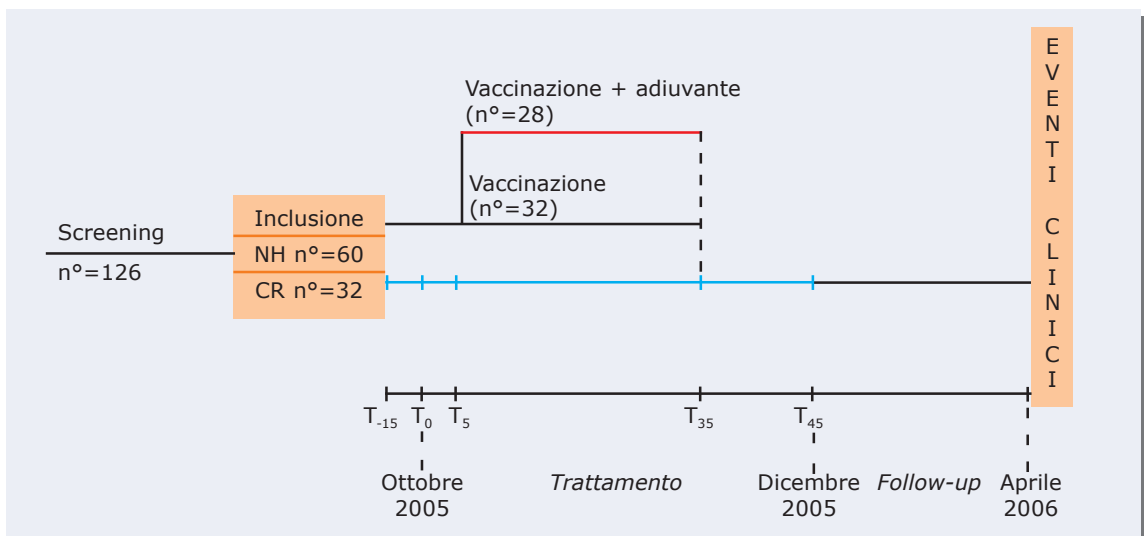 Vaccinazione + adiuvante
(n°=28)
Vaccinazione
(n°=32)
Screening
n°=126
Inclusione
NH n°=60
CR n°=32
T-15 T0 T5 T35 T45
Ottobre
2005
Trattamento
Dicembre
2005
Follow-up
Aprile
2006
E
V
E
N
T
I
C
L
I
N
I
C
I